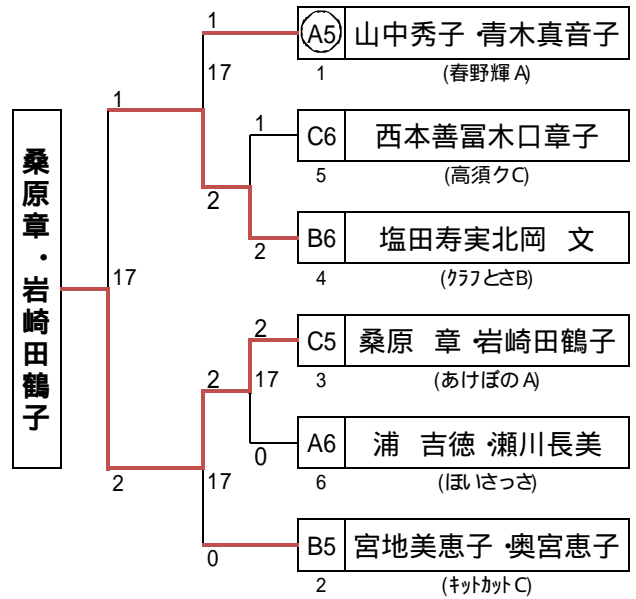 桑原章・岩崎田鶴子
1
A5 山中秀子・青木真音子
17
1 (春野輝A)
1
1
C6 西本善冨木口章子
5 (高須クC)
2
B6 塩田寿実北岡 文
2
4 (クラブとさB)
17
2
C5 桑原 章・岩崎田鶴子
2
17
3 (あけぼのA)
A6 浦 吉徳・瀬川長美
0
6 (ほいさっさ)
2
17
B5 宮地美恵子・奥宮恵子
0
2 (キットカットC)